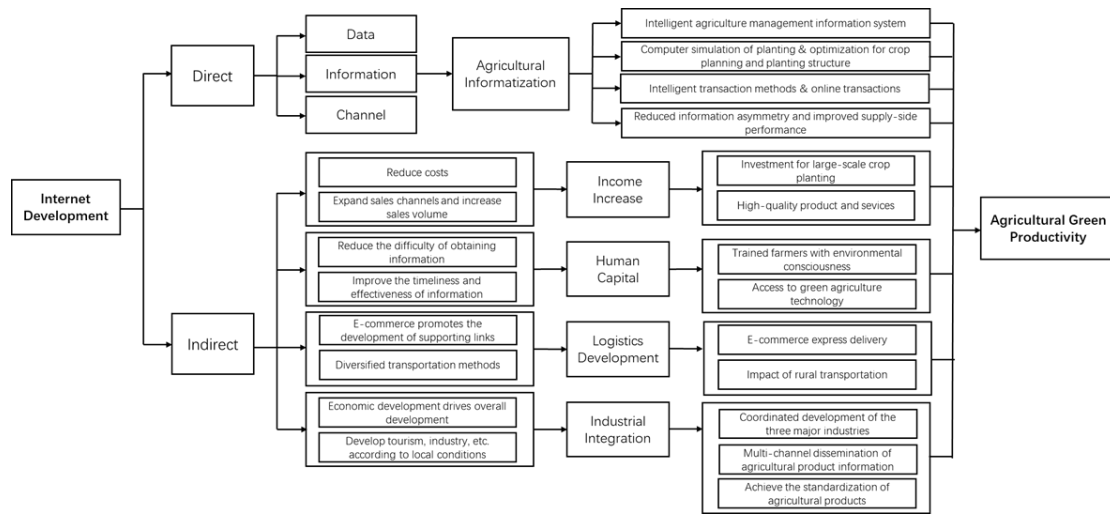 Internet
Development
Direct
Data
Information
Channel
Agricultural
Informatization
Intelligent agriculture management information system
Computer simulation of planting & optimization for crop
planning and planting structure
Intelligent transaction methods & online transactions
Reduced information asymmetry and improved supply-side
performance
Indirect
Reduce costs
Expand sales channels and increase
sales volume
Income
Increase
Investment for large-scale crop
planting
High-quality product and sevices
Reduce the difficulty of obtaining
information
Improve the timeliness and
effectiveness of information
Human
Capital
Trained farmers with environmental
consciousness
Access to green agriculture
technology
E-commerce promotes the
development of supporting links
Diversified transportation methods
Logistics
Development
E-commerce express delivery
Impact of rural transportation
Economic development drives overall
development
Develop tourism, industry, etc.
according to local conditions
Industrial
Integration
Coordinated development of the
three major industries
Multi-channel dissemination of
agricultural product information
Achieve the standardization of
agricultural products
Agricultural Green
Productivity